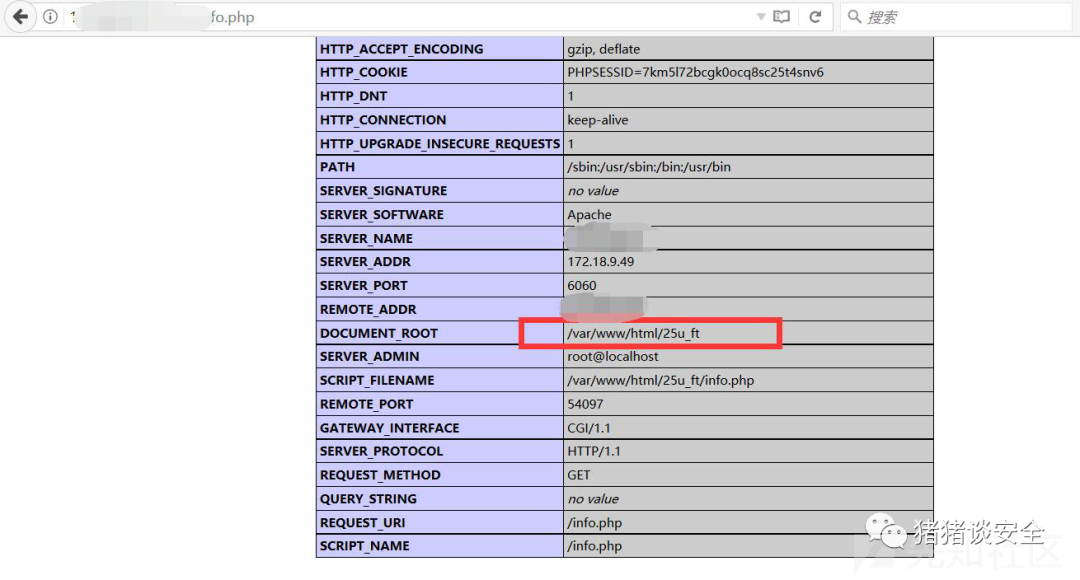 fo.php
搜索
HTTP_ACCEPT_ENCODING gzip, deflate
HTTP_COOKIE PHPSESSID=7km5l72bcgk0ocq8sc25t4snv6
HTTP_DNT 1
HTTP_CONNECTION keep-alive
HTTP_UPGRADE_INSECURE_REQUESTS 1
PATH /sbin:/usr/sbin:/bin:/usr/bin
SERVER_SIGNATURE no value
SERVER_SOFTWARE Apache
SERVER_NAME
SERVER_ADDR 172.18.9.49
SERVER_PORT 6060
REMOTE_ADDR
DOCUMENT_ROOT /var/www/html/25u_ft
SERVER_ADMIN root@localhost
SCRIPT_FILENAME /var/www/html/25u_ft/info.php
REMOTE_PORT 54097
GATEWAY_INTERFACE CGI/1.1
SERVER_PROTOCOL HTTP/1.1
REQUEST_METHOD GET
QUERY_STRING no value
REQUEST_URI /info.php
SCRIPT_NAME /info.php
猪猪谈安全
先知社区